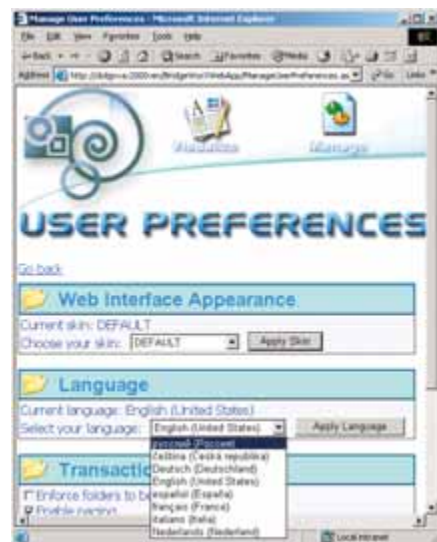 Manage User Preferences - Microsoft Internet Explorer
File Edit View Favorites Tools Help
Back Search Favorites Media
Address Go Links
Visualize Manage
USER PREFERENCES
Go back
Web Interface Appearance
Current skin: DEFAULT
Choose your skin: DEFAULT Apply Skin
Language
Current language: English (United States)
Select your language: English (United States) Apply Language
русский (Россия)
čeština (Česká republika)
Deutsch (Deutschland)
English (United States)
español (España)
français (France)
italiano (Italia)
Nederlands (Nederland)
Transactio
Enforce folders to be
Enable paging
Local intranet